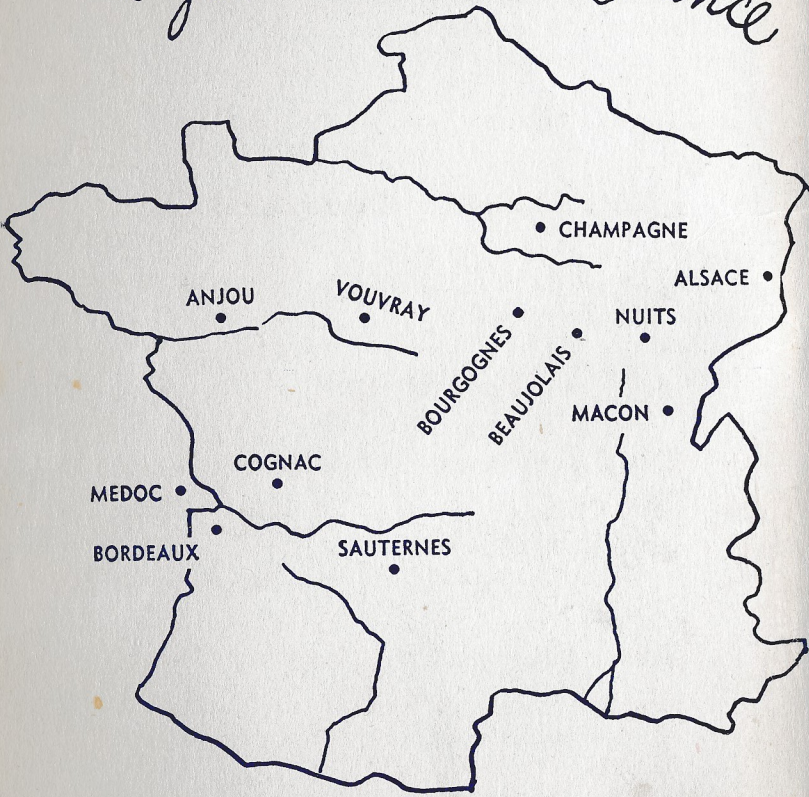 CHAMPAGNE
ALSACE
ANJOU
VOUVRAY
NUITS
BOURGOGNES
BEAUJOLAIS
MACON
COGNAC
MEDOC
BORDEAUX
SAUTERNES